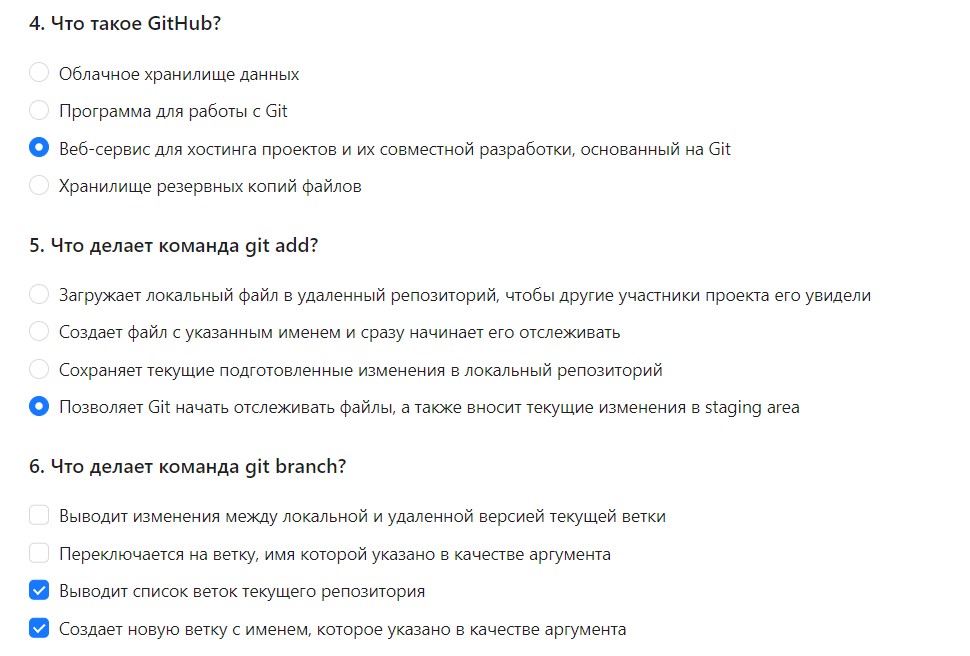 4. Что такое GitHub?
Облачное хранилище данных
Программа для работы с Git
Веб-сервис для хостинга проектов и их совместной разработки, основанный на Git
Хранилище резервных копий файлов
5. Что делает команда git add?
Загружает локальный файл в удаленный репозиторий, чтобы другие участники проекта его увидели
Создает файл с указанным именем и сразу начинает его отслеживать
Сохраняет текущие подготовленные изменения в локальный репозиторий
Позволяет Git начать отслеживать файлы, а также вносит текущие изменения в staging area
6. Что делает команда git branch?
Выводит изменения между локальной и удаленной версией текущей ветки
Переключается на ветку, имя которой указано в качестве аргумента
Выводит список веток текущего репозитория
Создает новую ветку с именем, которое указано в качестве аргумента